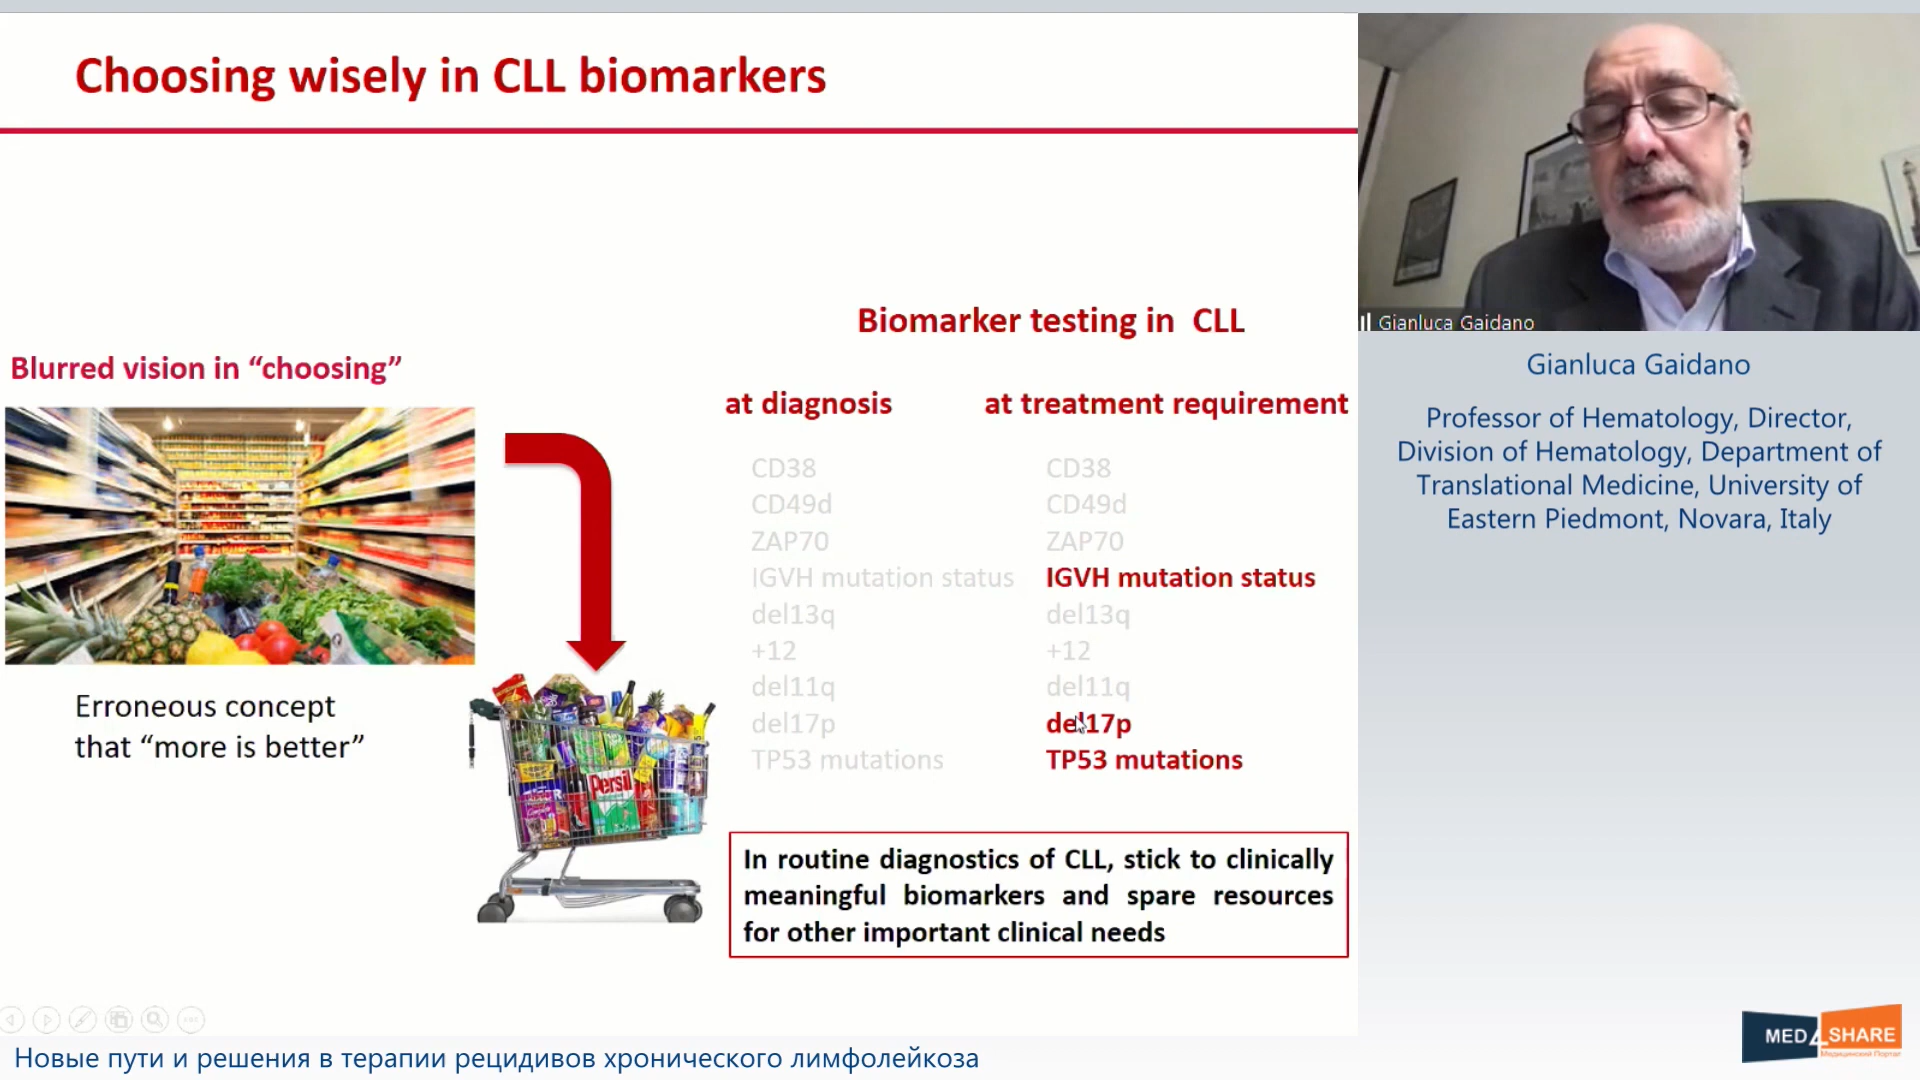 Choosing wisely in CLL biomarkers
Blurred vision in “choosing”
Erroneous concept
that “more is better”
Persil
Biomarker testing in CLL
at diagnosis
at treatment requirement
CD38
CD49d
ZAP70
IGVH mutation status
del13q
+12
del11q
del17p
TP53 mutations
CD38
CD49d
ZAP70
IGVH mutation status
del13q
+12
del11q
del17p
TP53 mutations
In routine diagnostics of CLL, stick to clinically
meaningful biomarkers and spare resources
for other important clinical needs
Gianluca Gaidano
Gianluca Gaidano
Professor of Hematology, Director,
Division of Hematology, Department of
Translational Medicine, University of
Eastern Piedmont, Novara, Italy
MED4SHARE
Медицинский Портал
Новые пути и решения в терапии рецидивов хронического лимфолейкоза